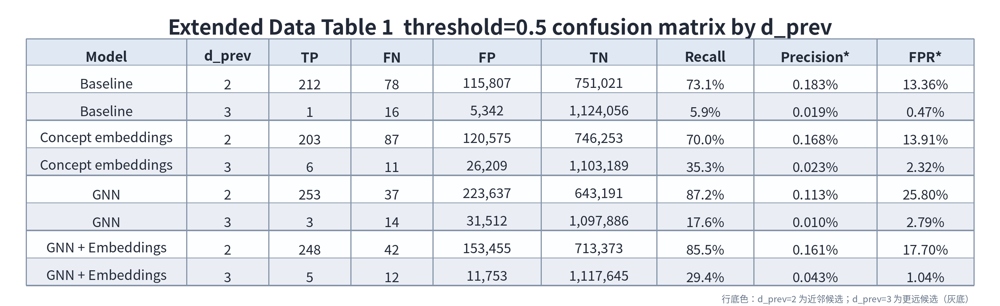 Extended Data Table 1 threshold=0.5 confusion matrix by d_prev
Model d_prev TP FN FP TN Recall Precision* FPR*
Baseline 2 212 78 115,807 751,021 73.1% 0.183% 13.36%
Baseline 3 1 16 5,342 1,124,056 5.9% 0.019% 0.47%
Concept embeddings 2 203 87 120,575 746,253 70.0% 0.168% 13.91%
Concept embeddings 3 6 11 26,209 1,103,189 35.3% 0.023% 2.32%
GNN 2 253 37 223,637 643,191 87.2% 0.113% 25.80%
GNN 3 3 14 31,512 1,097,886 17.6% 0.010% 2.79%
GNN + Embeddings 2 248 42 153,455 713,373 85.5% 0.161% 17.70%
GNN + Embeddings 3 5 12 11,753 1,117,645 29.4% 0.043% 1.04%
行底色：d_prev=2 为近邻候选；d_prev=3 为更远候选（灰底）